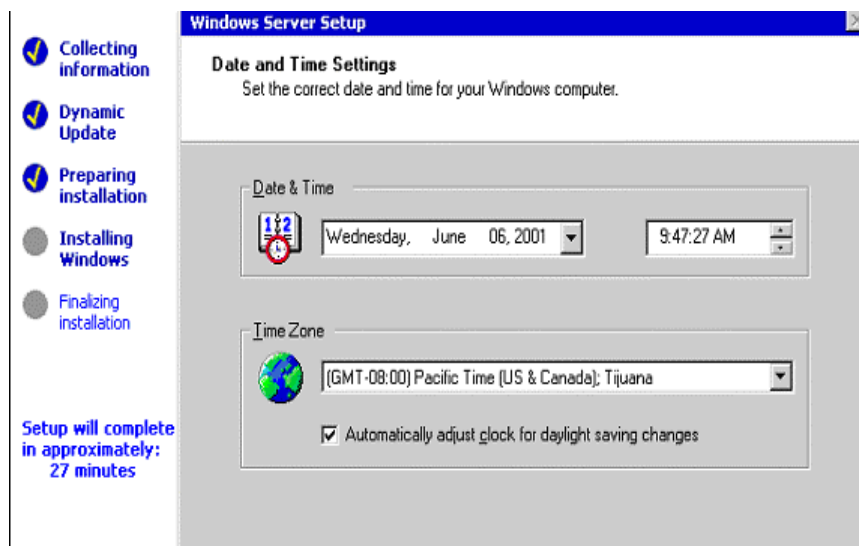 Windows Server Setup
Collecting
information
Dynamic
Update
Preparing
installation
Installing
Windows
Finalizing
installation
Setup will complete
in approximately:
27 minutes
Date and Time Settings
Set the correct date and time for your Windows computer.
Date & Time
12
Wednesday, June 06, 2001
9:47:27 AM
Time Zone
(GMT-08:00) Pacific Time (US & Canada); Tijuana
Automatically adjust clock for daylight saving changes